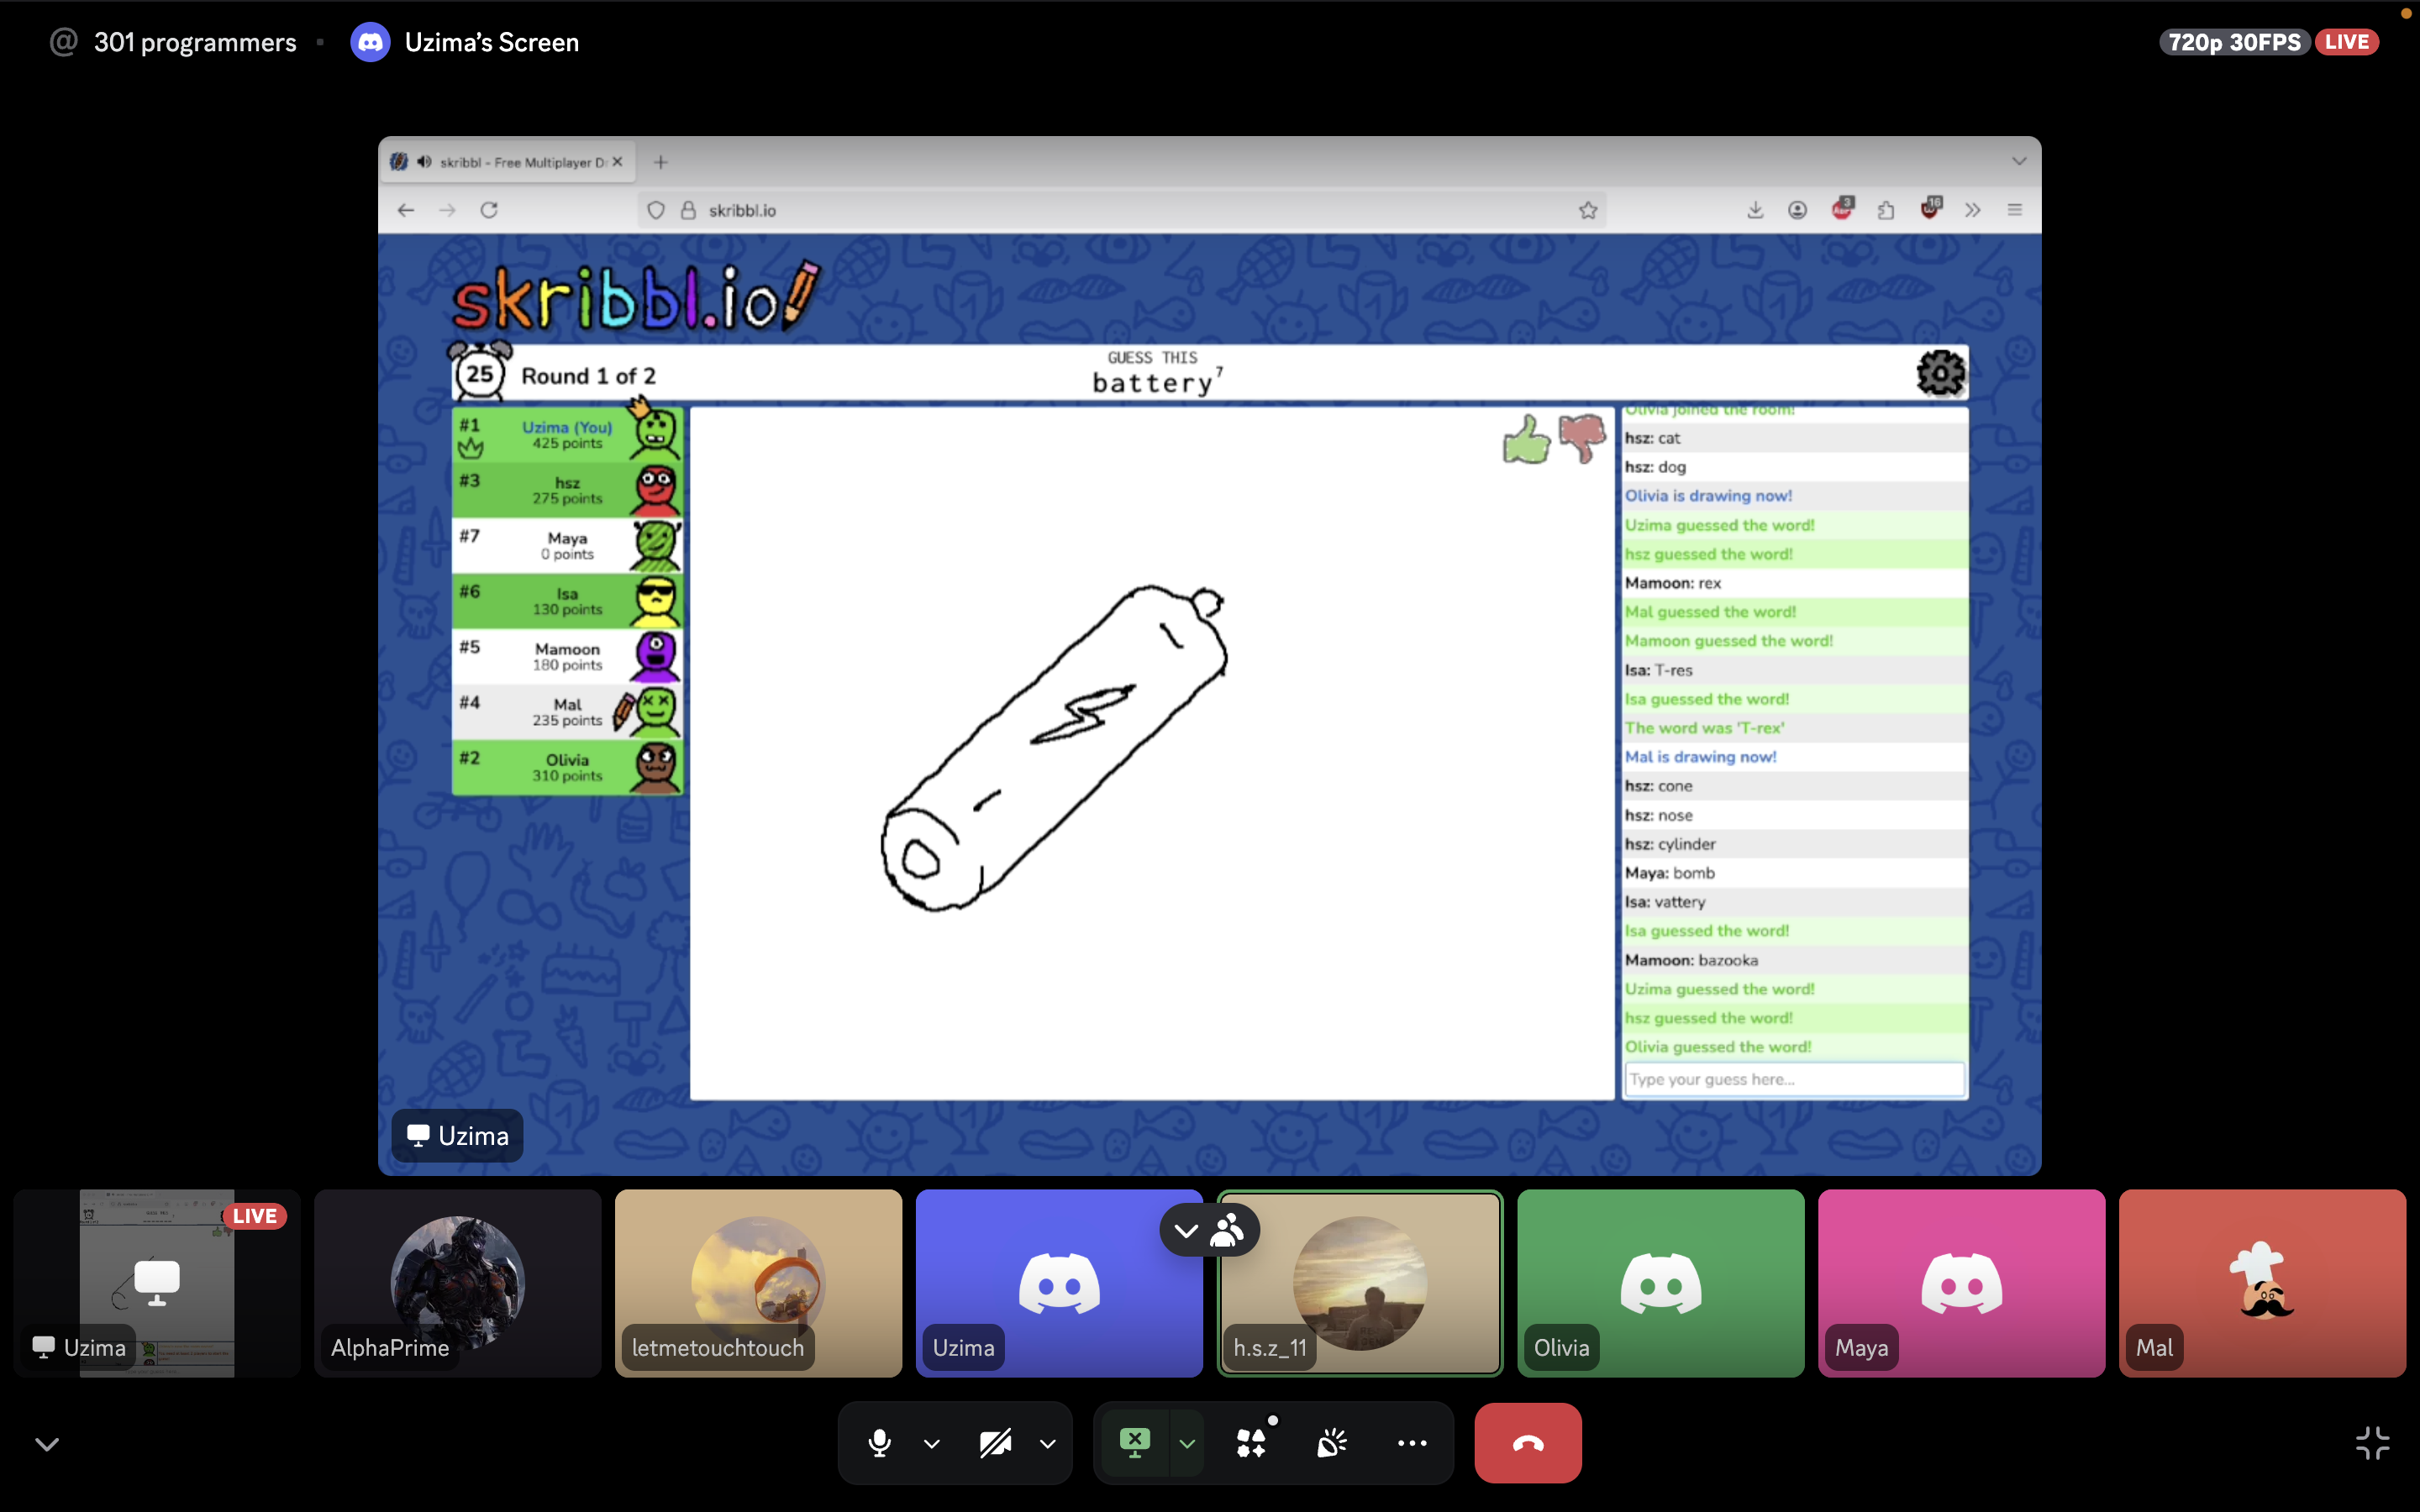 @ 301 programmers • Uzima's Screen
720p 30FPS LIVE
skribbl - Free Multiplayer D
skribbl.io
3
16
skribbl.io
25
Round 1 of 2
GUESS THIS
battery7
#1
Uzima (You)
425 points
#3
hsz
275 points
#7
Maya
0 points
#6
Isa
130 points
#5
Mamoon
180 points
#4
Mal
235 points
#2
Olivia
310 points
Olivia joined the room!
hsz: cat
hsz: dog
Olivia is drawing now!
Uzima guessed the word!
hsz guessed the word!
Mamoon: rex
Mal guessed the word!
Mamoon guessed the word!
Isa: T-res
Isa guessed the word!
The word was 'T-rex'
Mal is drawing now!
hsz: cone
hsz: nose
hsz: cylinder
Maya: bomb
Isa: vattery
Isa guessed the word!
Mamoon: bazooka
Uzima guessed the word!
hsz guessed the word!
Olivia guessed the word!
Type your guess here...
Uzima
LIVE
Uzima
AlphaPrime
letmetouchtouch
Uzima
h.s.z_11
Olivia
Maya
Mal